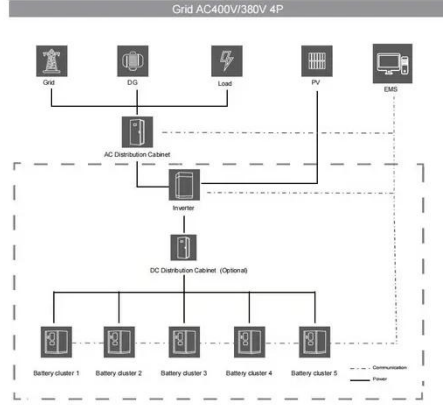 Grid AC400V/380V 4P
Grid
DG
Load
PV
EMS
AC Distribution Cabinet
Inverter
DC Distribution Cabinet (Optional)
Battery cluster 1
Battery cluster 2
Battery cluster 3
Battery cluster 4
Battery cluster 5
Communication
Power